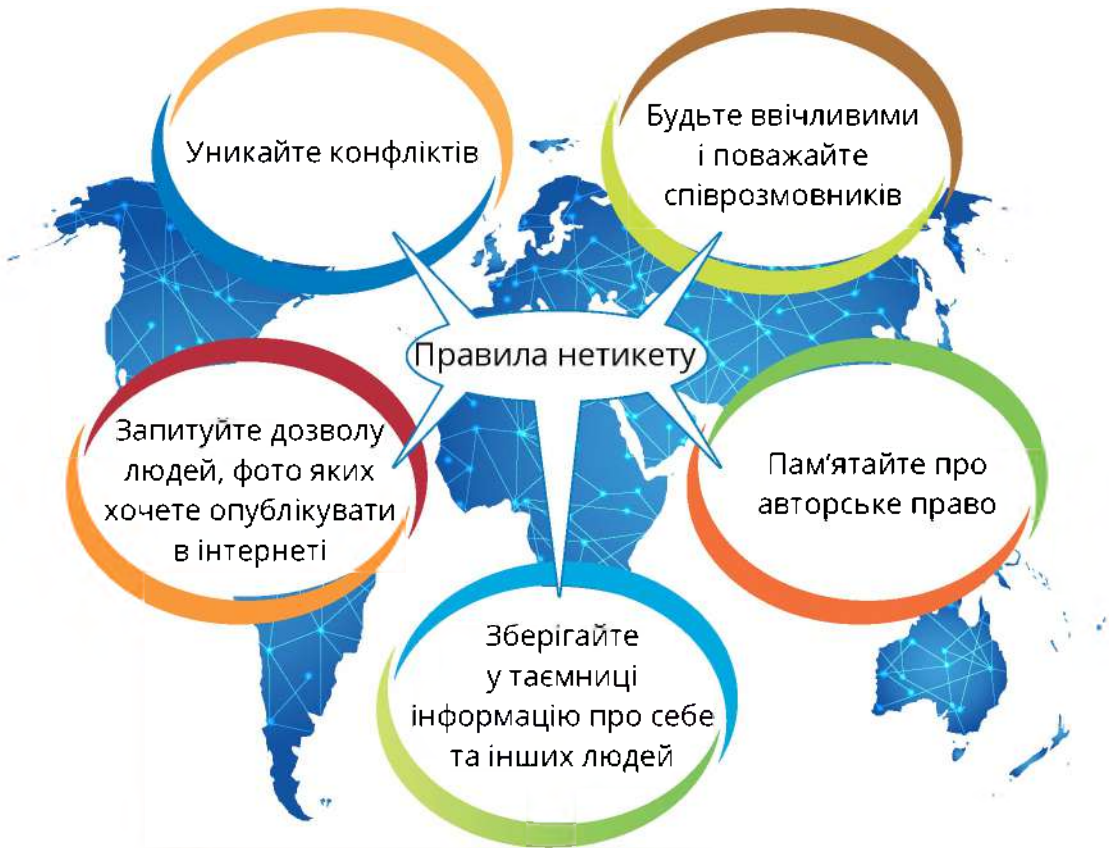 Уникайте конфліктів
Будьте ввічливими
і поважайте
співрозмовників
Правила нетикету
Запитуйте дозволу
людей, фото яких
хочете опублікувати
в інтернеті
Пам‘ятайте про
авторське право
Зберігайте
у таємниці
інформацію про себе
та інших людей